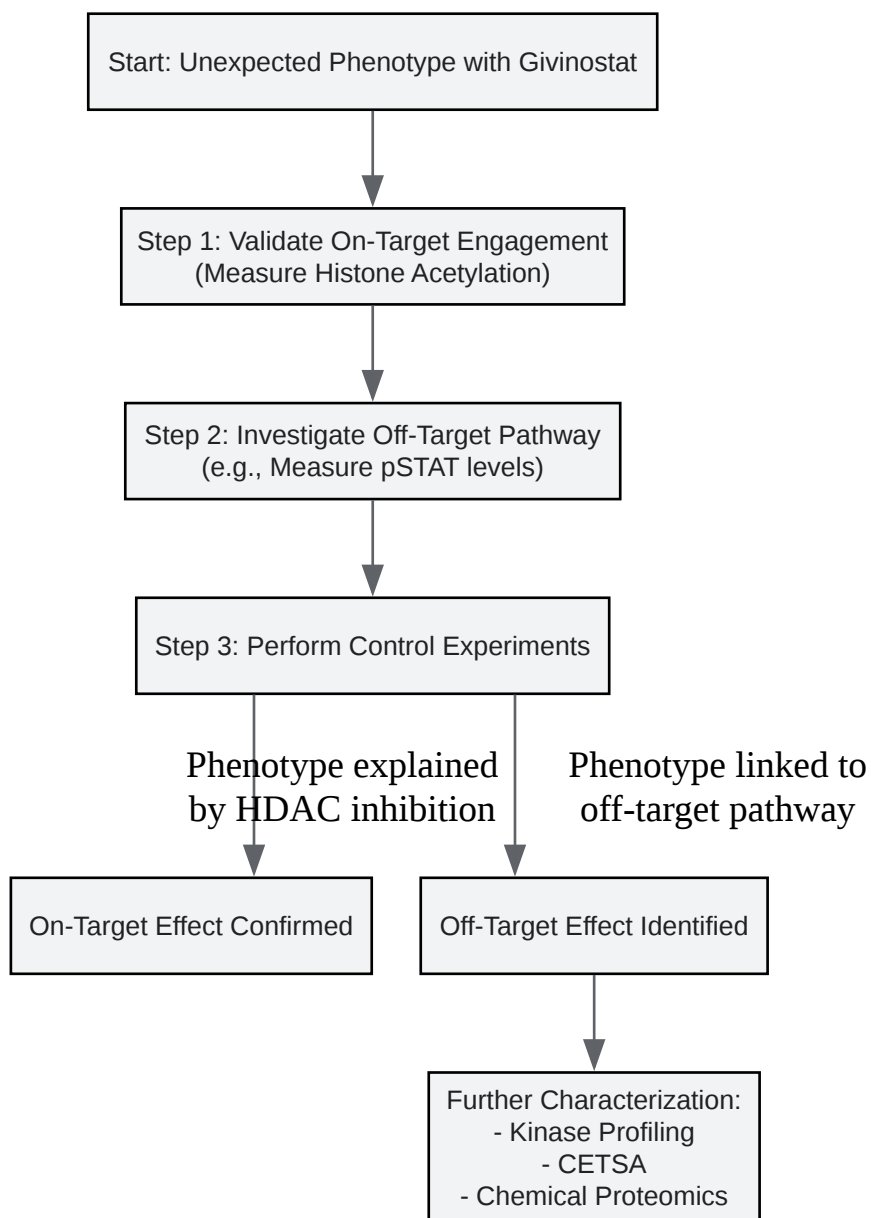 Start: Unexpected Phenotype with Givinostat
Step 1: Validate On-Target Engagement
(Measure Histone Acetylation)
Step 2: Investigate Off-Target Pathway
(e.g., Measure pSTAT levels)
Step 3: Perform Control Experiments
Phenotype explained
by HDAC inhibition
Phenotype linked to
off-target pathway
On-Target Effect Confirmed
Off-Target Effect Identified
Further Characterization:
- Kinase Profiling
- CETSA
- Chemical Proteomics